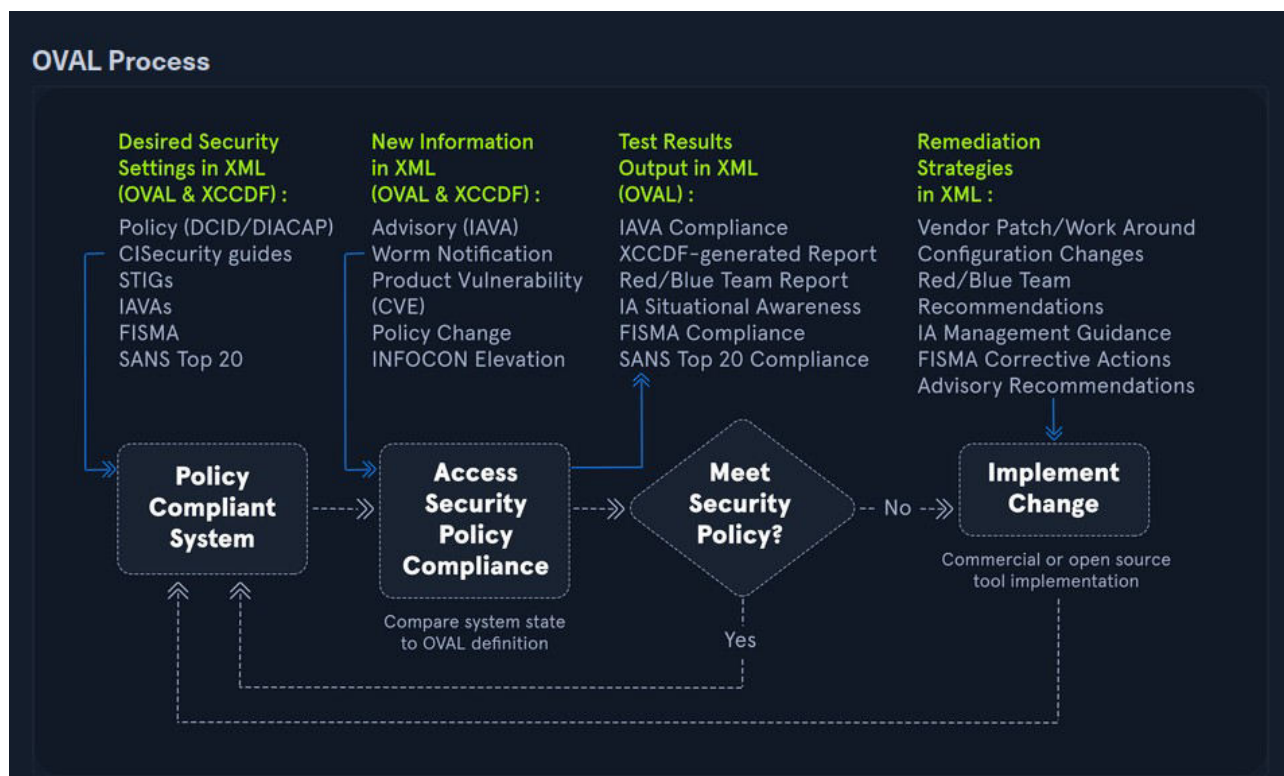 OVAL Process
Desired Security
Settings in XML
(OVAL & XCCDF) :
Policy (DCID/DIACAP)
CISecurity guides
STIGs
IAVAs
FISMA
SANS Top 20
New Information
in XML
(OVAL & XCCDF) :
Advisory (IAVA)
Worm Notification
Product Vulnerability
(CVE)
Policy Change
INFOCON Elevation
Test Results
Output in XML
(OVAL) :
IAVA Compliance
XCCDF-generated Report
Red/Blue Team Report
IA Situational Awareness
FISMA Compliance
SANS Top 20 Compliance
Remediation
Strategies
in XML :
Vendor Patch/Work Around
Configuration Changes
Red/Blue Team
Recommendations
IA Management Guidance
FISMA Corrective Actions
Advisory Recommendations
Policy
Compliant
System
Access
Security
Policy
Compliance
Compare system state
to OVAL definition
Meet
Security
Policy?
No
Yes
Implement
Change
Commercial or open source
tool implementation